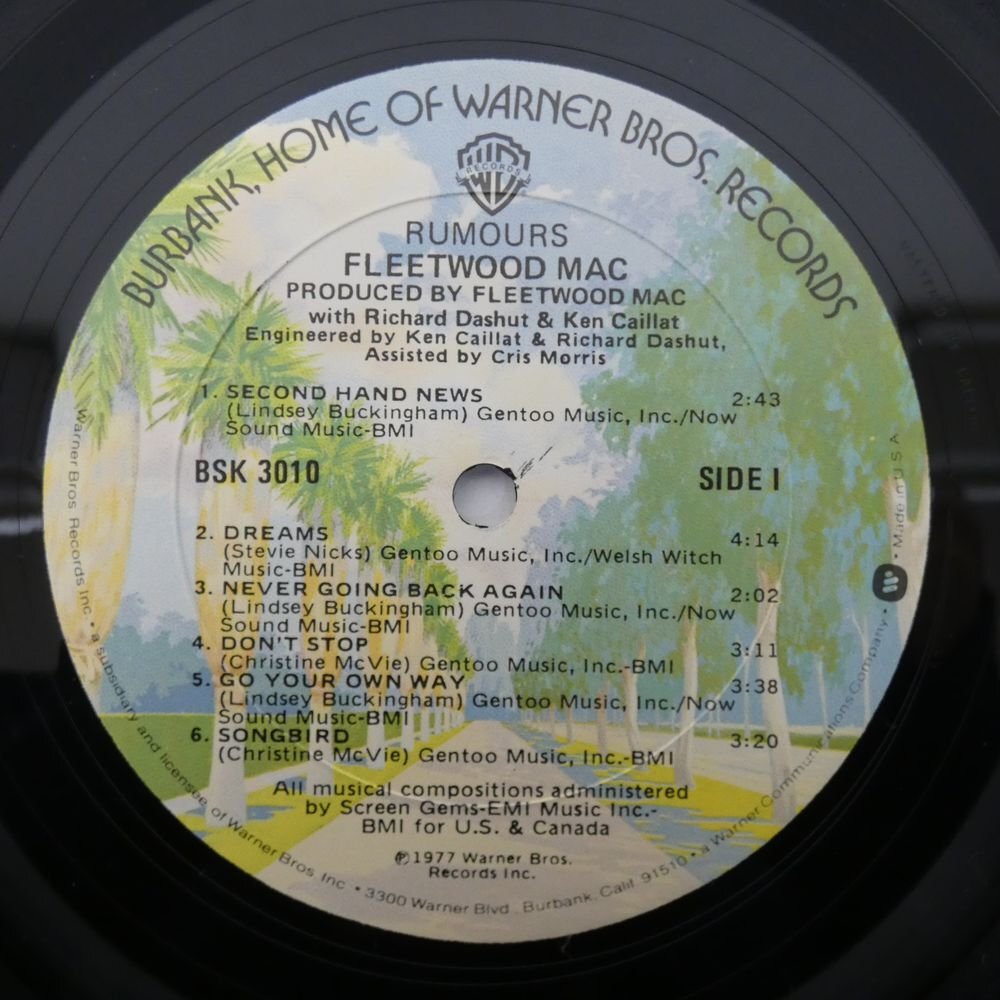 BURBANK, HOME OF WARNER BROS. RECORDS
WB
RECORDS
RUMOURS
FLEETWOOD MAC
PRODUCED BY FLEETWOOD MAC
with Richard Dashut & Ken Caillat
Engineered by Ken Caillat & Richard Dashut,
Assisted by Cris Morris
1. SECOND HAND NEWS 2:43
(Lindsey Buckingham) Gentoo Music, Inc./Now
Sound Music-BMI
BSK 3010 SIDE I
2. DREAMS 4:14
(Stevie Nicks) Gentoo Music, Inc./Welsh Witch
Music-BMI
3. NEVER GOING BACK AGAIN 2:02
(Lindsey Buckingham) Gentoo Music, Inc./Now
Sound Music-BMI
4. DON'T STOP 3:11
(Christine McVie) Gentoo Music, Inc.-BMI
5. GO YOUR OWN WAY 3:38
(Lindsey Buckingham) Gentoo Music, Inc./Now
Sound Music-BMI
6. SONGBIRD 3:20
(Christine McVie) Gentoo Music, Inc.-BMI
All musical compositions administered
by Screen Gems-EMI Music Inc.-
BMI for U.S. & Canada
℗1977 Warner Bros.
Records Inc.
Warner Bros. Records Inc. • a subsidiary and licensee of Warner Bros. Inc. • 3300 Warner Blvd., Burbank, Calif. 91510 • a Warner Communications Company • Made in U S A